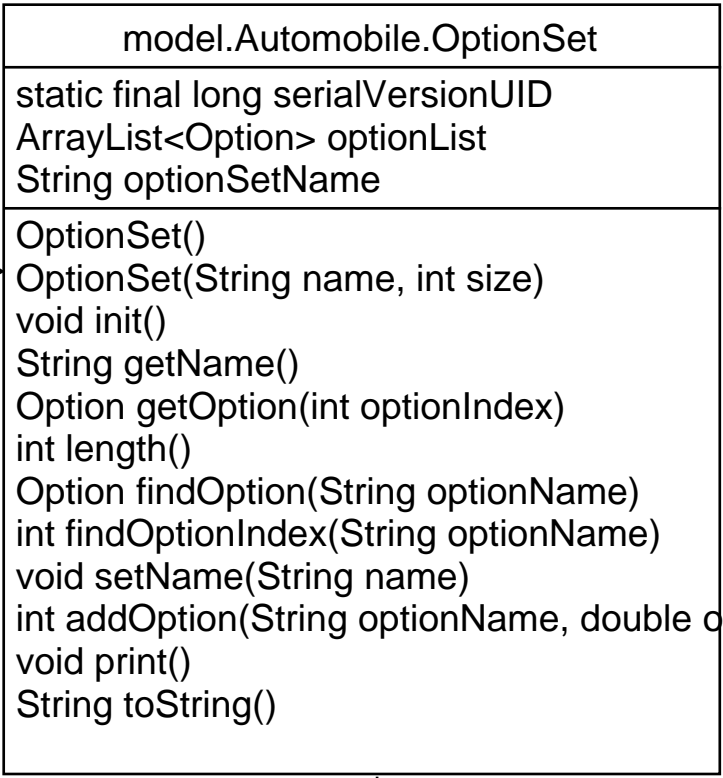 model.Automobile.OptionSet
static final long serialVersionUID
ArrayList<Option> optionList
String optionSetName
OptionSet()
OptionSet(String name, int size)
void init()
String getName()
Option getOption(int optionIndex)
int length()
Option findOption(String optionName)
int findOptionIndex(String optionName)
void setName(String name)
int addOption(String optionName, double o
void print()
String toString()